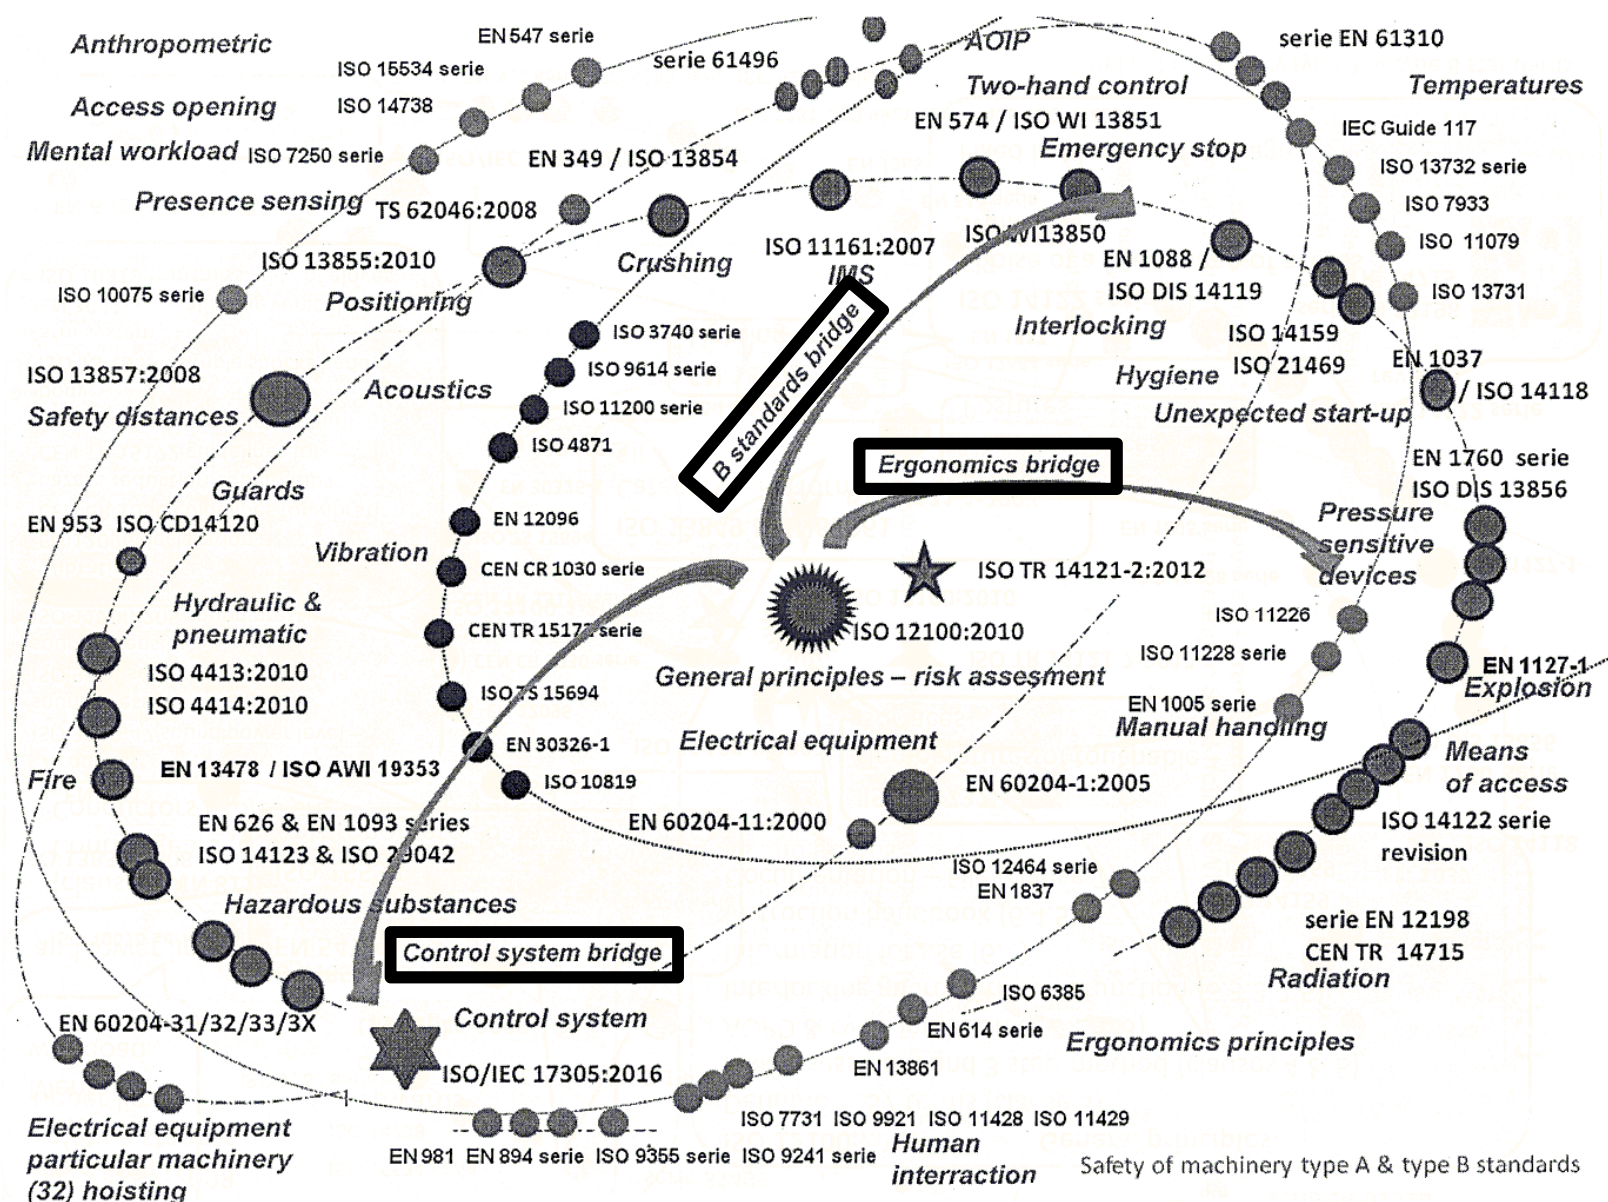 Anthropometric
EN 547 serie
serie 61496
AOIP
serie EN 61310
ISO 15534 serie
Access opening
ISO 14738
Two-hand control
Temperatures
EN 574 / ISO WI 13851
IEC Guide 117
Mental workload
ISO 7250 serie
EN 349 / ISO 13854
Emergency stop
ISO 13732 serie
Presence sensing
TS 62046:2008
ISO 7933
ISO 13855:2010
Crushing
ISO 11161:2007
IMS
ISO WI13850
ISO 11079
EN 1088 /
ISO DIS 14119
ISO 10075 serie
Positioning
ISO 13731
Interlocking
ISO 14159
ISO 21469
ISO 3740 serie
ISO 13857:2008
ISO 9614 serie
B standards bridge
Hygiene
EN 1037
/ ISO 14118
Safety distances
Acoustics
ISO 11200 serie
Unexpected start-up
ISO 4871
Ergonomics bridge
EN 1760 serie
ISO DIS 13856
Guards
EN 953 ISO CD14120
EN 12096
Pressure
sensitive
devices
Vibration
CEN CR 1030 serie
ISO TR 14121-2:2012
Hydraulic &
pneumatic
CEN TR 15172 serie
ISO 12100:2010
ISO 11226
ISO 4413:2010
ISO 4414:2010
General principles – risk assesment
ISO 11228 serie
EN 1127-1
Explosion
ISO TS 15694
EN 1005 serie
Manual handling
EN 30326-1
Electrical equipment
Means
of access
Fire
EN 13478 / ISO AWI 19353
ISO 10819
EN 60204-1:2005
EN 626 & EN 1093 series
ISO 14123 & ISO 29042
EN 60204-11:2000
ISO 14122 serie
revision
ISO 12464 serie
EN 1837
Hazardous substances
serie EN 12198
CEN TR 14715
Radiation
Control system bridge
ISO 6385
EN 60204-31/32/33/3X
Control system
EN 614 serie
Ergonomics principles
ISO/IEC 17305:2016
EN 13861
ISO 7731 ISO 9921 ISO 11428 ISO 11429
Electrical equipment
particular machinery
(32) hoisting
EN 981 EN 894 serie ISO 9355 serie ISO 9241 serie
Human
interraction
Safety of machinery type A & type B standards